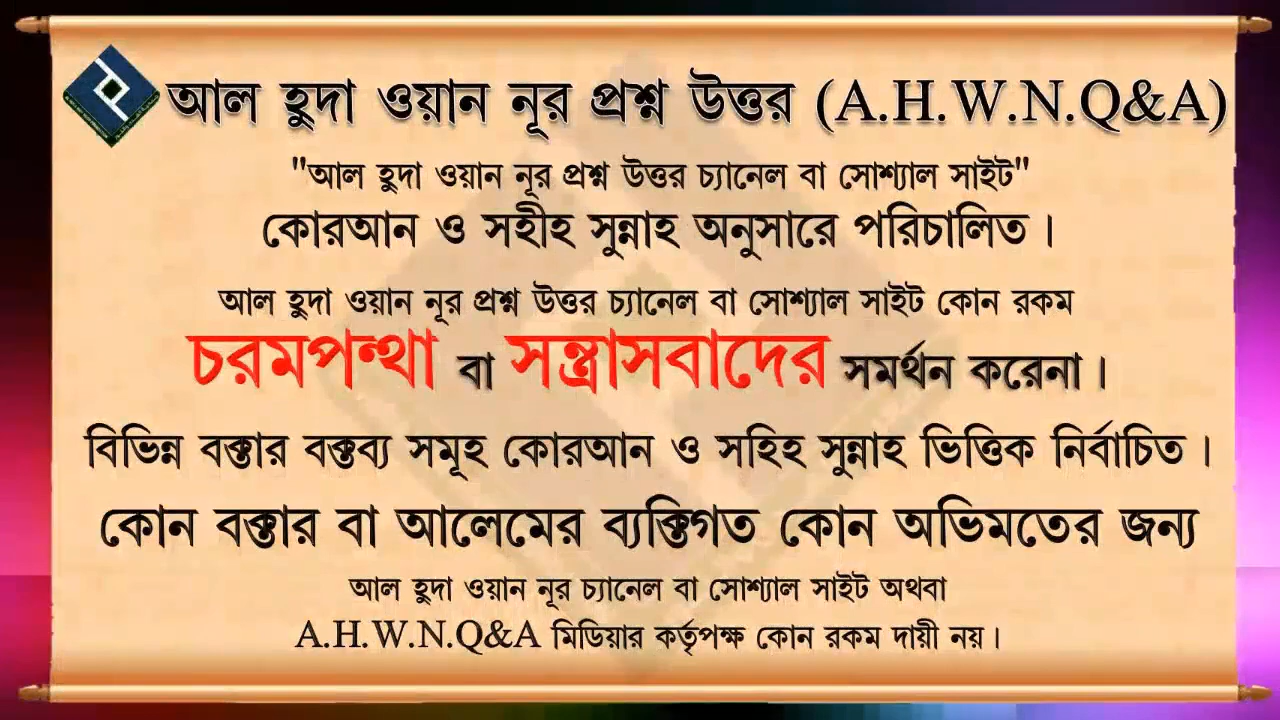 আল হুদা ওয়ান নূর প্রশ্ন উত্তর (A.H.W.N.Q&A)
"আল হুদা ওয়ান নূর প্রশ্ন উত্তর চ্যানেল বা সোশ্যাল সাইট"
কোরআন ও সহীহ সুন্নাহ অনুসারে পরিচালিত।
আল হুদা ওয়ান নূর প্রশ্ন উত্তর চ্যানেল বা সোশ্যাল সাইট কোন রকম
চরমপন্থা বা সন্ত্রাসবাদের সমর্থন করেনা।
বিভিন্ন বক্তার বক্তব্য সমূহ কোরআন ও সহিহ সুন্নাহ ভিত্তিক নির্বাচিত।
কোন বক্তার বা আলেমের ব্যক্তিগত কোন অভিমতের জন্য
আল হুদা ওয়ান নূর চ্যানেল বা সোশ্যাল সাইট অথবা
A.H.W.N.Q&A মিডিয়ার কর্তৃপক্ষ কোন রকম দায়ী নয়।